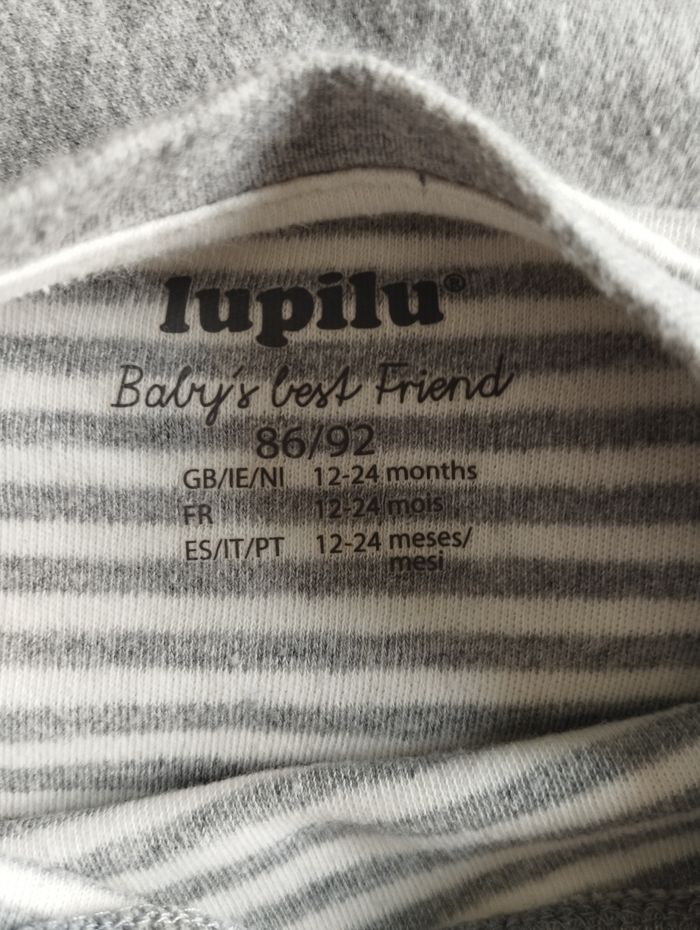 lupilu®
Baby's best Friend
86/92
GB/IE/NI 12-24 months
FR 12-24 mois
ES/IT/PT 12-24 meses/
mesi